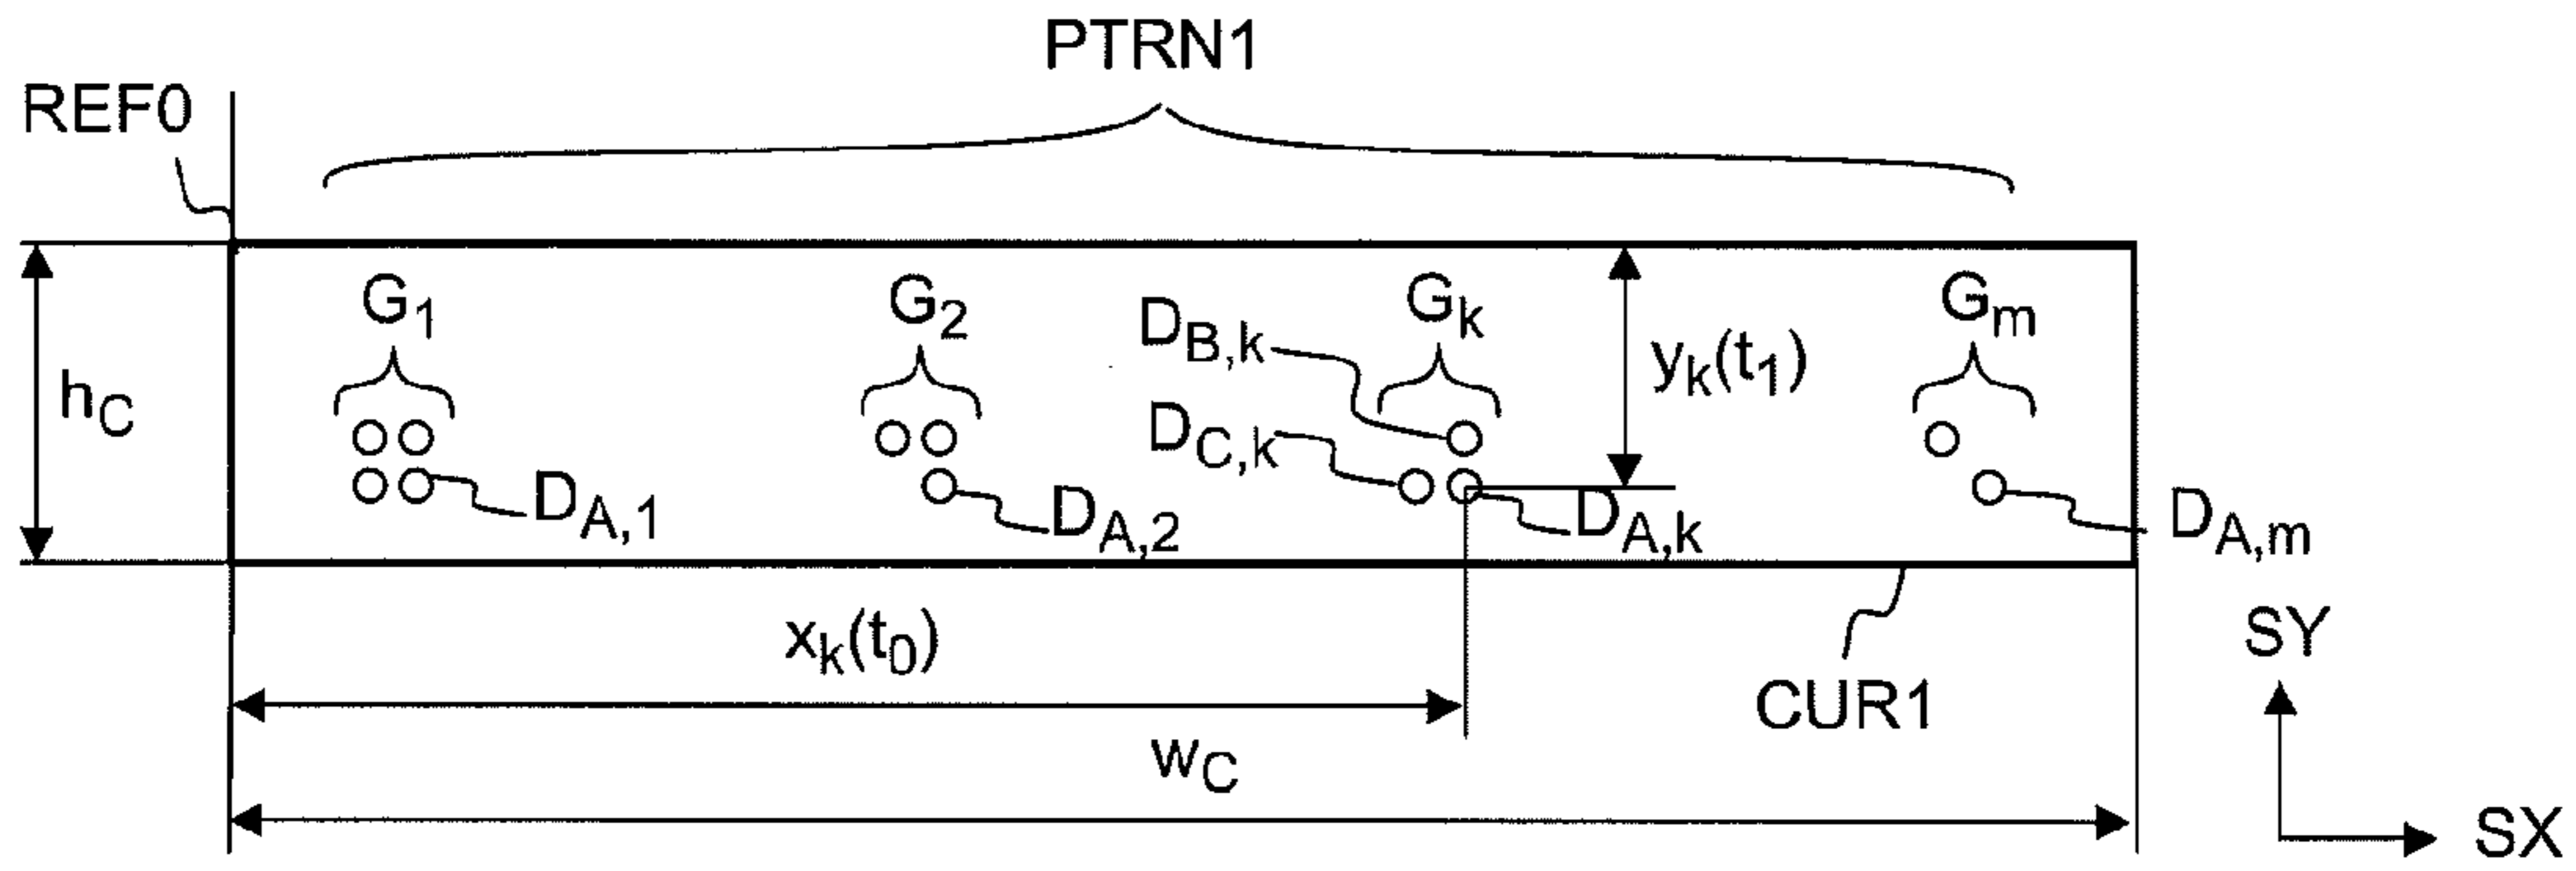 PTRN1
REF0
G1
G2
DB,k
Gk
Gm
hC
yk(t1)
DC,k
DA,1
DA,2
DA,k
DA,m
xk(t0)
SY
CUR1
wC
SX